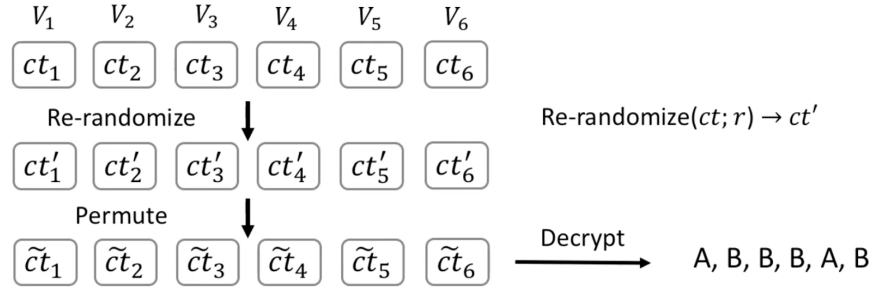 V₁ V₂ V₃ V₄ V₅ V₆
ct₁ ct₂ ct₃ ct₄ ct₅ ct₆
Re-randomize
Re-randomize(ct; r) → ct′
ct′₁ ct′₂ ct′₃ ct′₄ ct′₅ ct′₆
Permute
c̃t₁ c̃t₂ c̃t₃ c̃t₄ c̃t₅ c̃t₆
Decrypt
A, B, B, B, A, B